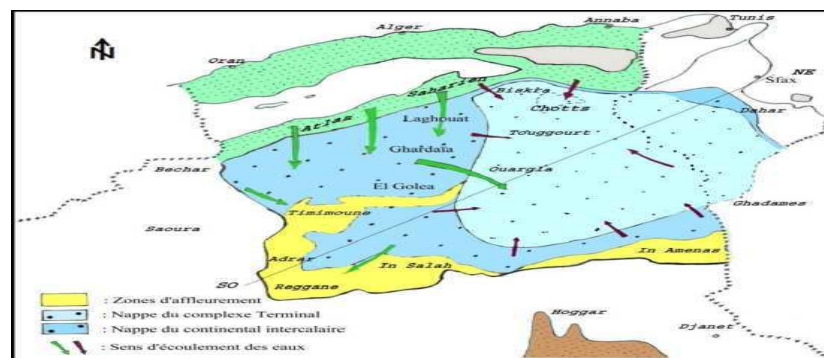 Alger
Annaba
Tunis
N
Oran
NE
Sfax
Biskra
Atlas Saharien
Chotts
Laghouat
Dahar
Touggourt
Ghardaïa
Bechar
Ouargla
El Golea
Timimoune
Ghadames
Saoura
Adrar
In Amenas
In Salah
SO
Reggane
: Zones d'affleurement
: Nappe du complexe Terminal
Hoggar
: Nappe du continental intercalaire
Djanet
: Sens d'écoulement des eaux